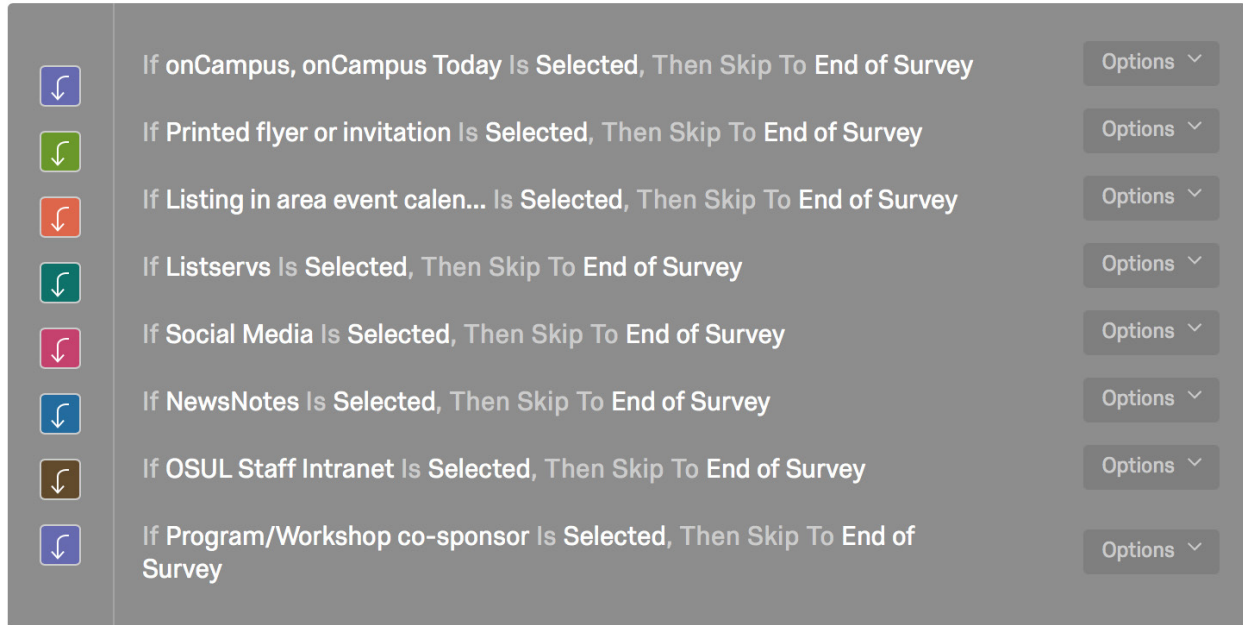 If onCampus, onCampus Today Is Selected, Then Skip To End of Survey
Options
If Printed flyer or invitation Is Selected, Then Skip To End of Survey
Options
If Listing in area event calen... Is Selected, Then Skip To End of Survey
Options
If Listservs Is Selected, Then Skip To End of Survey
Options
If Social Media Is Selected, Then Skip To End of Survey
Options
If NewsNotes Is Selected, Then Skip To End of Survey
Options
If OSUL Staff Intranet Is Selected, Then Skip To End of Survey
Options
If Program/Workshop co-sponsor Is Selected, Then Skip To End of
Survey
Options